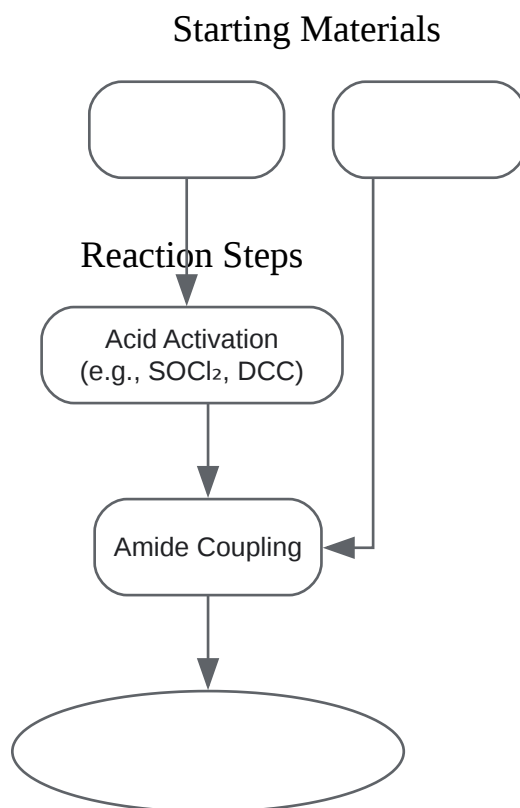 Starting Materials
Reaction Steps
Acid Activation
(e.g., SOCl₂, DCC)
Amide Coupling